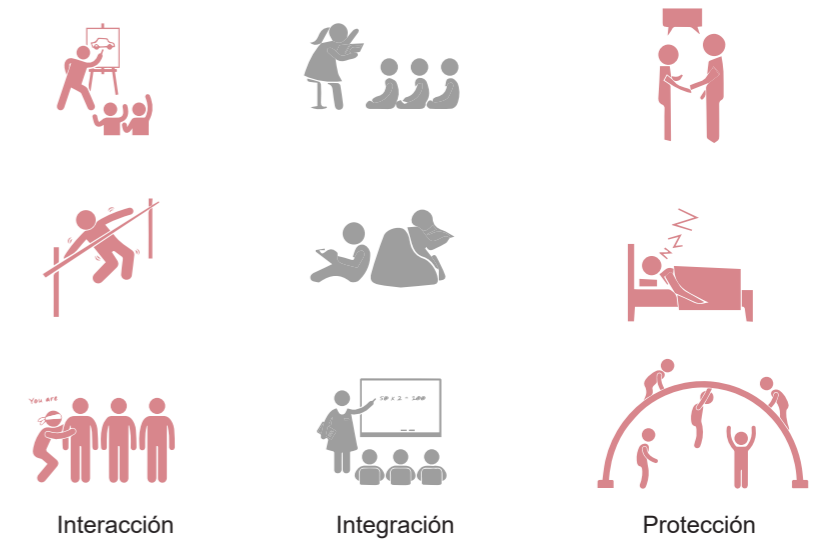 You are
50 x 2 = 100
Interacción
Integración
Protección